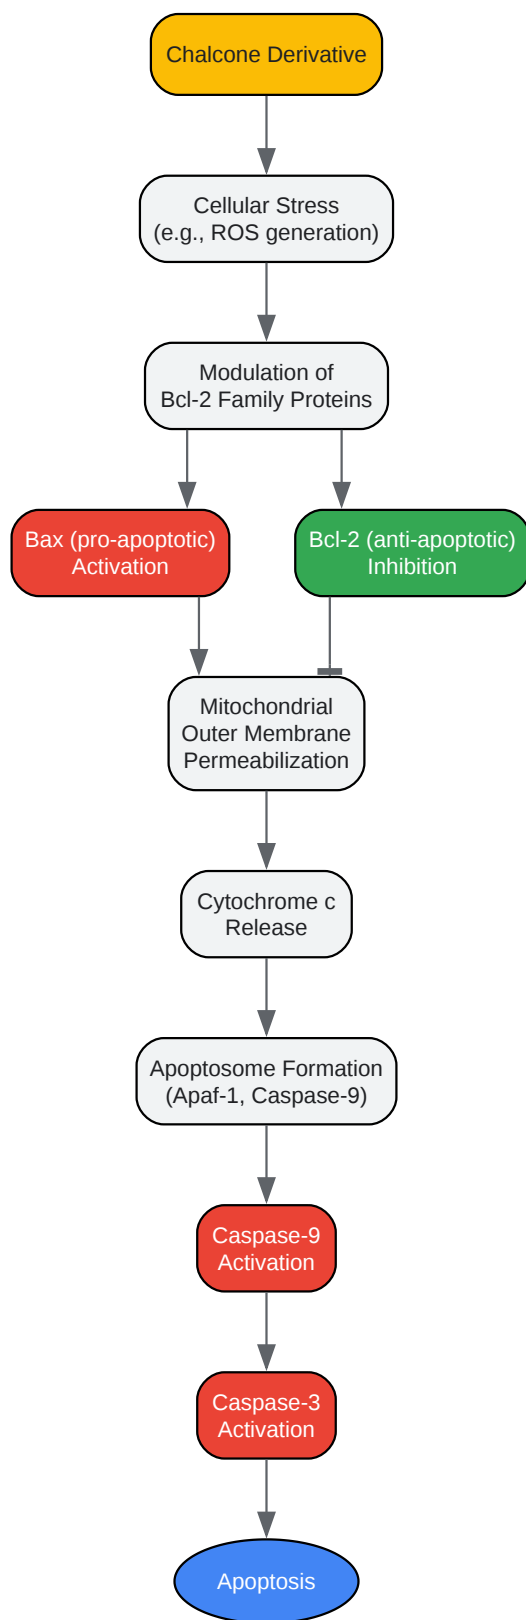 Chalcone Derivative
Cellular Stress
(e.g., ROS generation)
Modulation of
Bcl-2 Family Proteins
Bax (pro-apoptotic)
Activation
Bcl-2 (anti-apoptotic)
Inhibition
Mitochondrial
Outer Membrane
Permeabilization
Cytochrome c
Release
Apoptosome Formation
(Apaf-1, Caspase-9)
Caspase-9
Activation
Caspase-3
Activation
Apoptosis